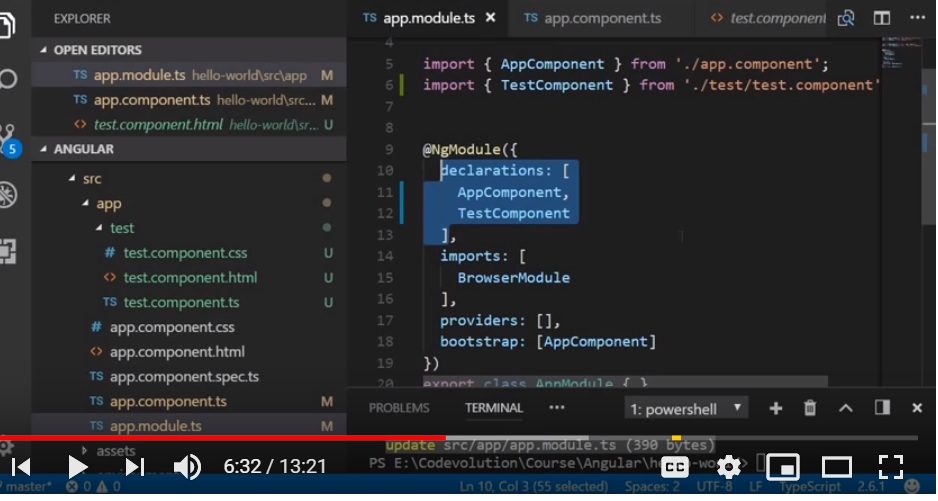 EXPLORER
OPEN EDITORS
TS app.module.ts hello-world\src\app M
TS app.component.ts hello-world\src... M
<> test.component.html hello-world\sr... U
5
ANGULAR
src
app
test
# test.component.css U
<> test.component.html U
TS test.component.ts U
# app.component.css
<> app.component.html
TS app.component.spec.ts
TS app.component.ts M
TS app.module.ts M
assets
TS app.module.ts × TS app.component.ts <> test.component
4
5 import { AppComponent } from './app.component';
6 import { TestComponent } from './test/test.component'
7
8
9 @NgModule({
10 declarations: [
11 AppComponent,
12 TestComponent
13 ],
14 imports: [
15 BrowserModule
16 ],
17 providers: [],
18 bootstrap: [AppComponent]
19 })
20 export class AppModule { }
PROBLEMS TERMINAL ... 1: powershell
update src/app/app.module.ts (390 bytes)
PS E:\Codevolution\Course\Angular\hello-wo
6:32 / 13:21 CC
master* 0 0 Ln 10, Col 3 (55 selected) Spaces: 2 UTF-8 LF TypeScript 2.6.1